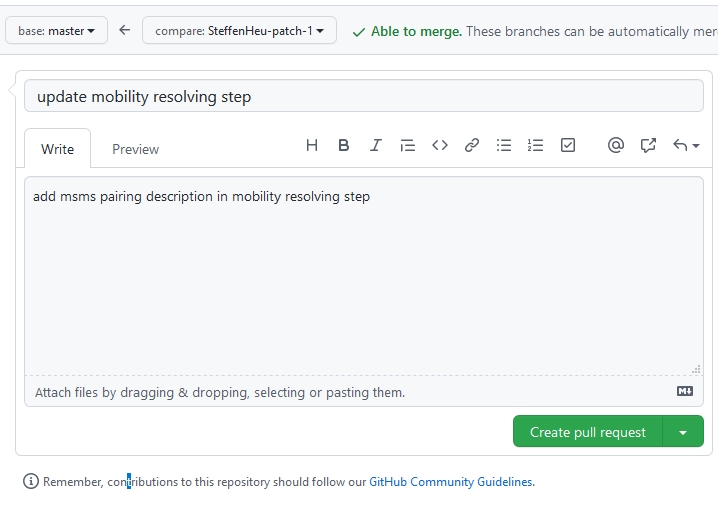 base: master compare: SteffenHeu-patch-1 Able to merge. These branches can be automatically mer
update mobility resolving step
Write Preview
add msms pairing description in mobility resolving step
Attach files by dragging & dropping, selecting or pasting them.
Create pull request
Remember, contributions to this repository should follow our GitHub Community Guidelines.